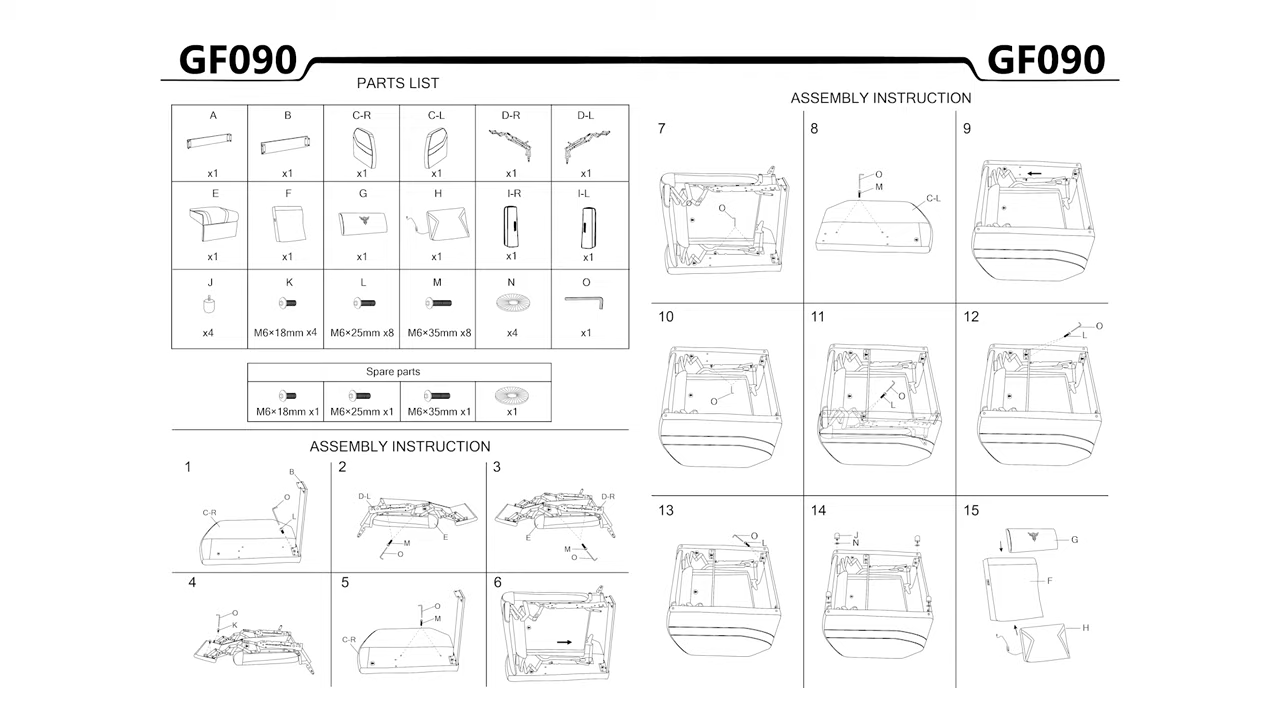 GF090
GF090
PARTS LIST
A B C-R C-L D-R D-L
x1 x1 x1 x1 x1 x1
E F G H I-R I-L
x1 x1 x1 x1 x1 x1
J K L M N O
x4 M6×18mm x4 M6×25mm x8 M6×35mm x8 x4 x1
Spare parts
M6×18mm x1 M6×25mm x1 M6×35mm x1 x1
ASSEMBLY INSTRUCTION
1
B
O
C-R
L
2
D-L
E
M
O
3
D-R
E
M
O
4
O
K
5
O
M
C-R
6
ASSEMBLY INSTRUCTION
7
O
8
O
M
C-L
9
10
O
L
11
O
L
12
O
L
13
O
L
14
J
N
15
G
F
H